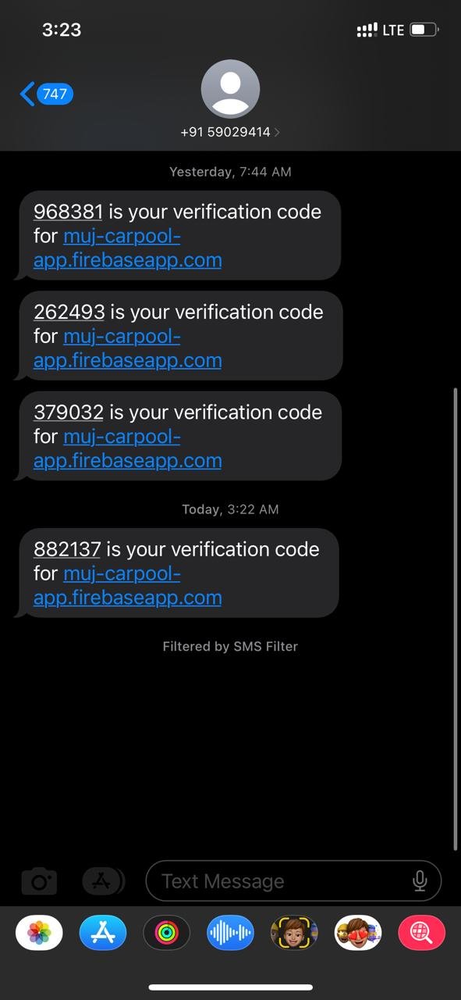 3:23
LTE
747
+91 59029414
Yesterday, 7:44 AM
968381 is your verification code
for muj-carpool-
app.firebaseapp.com
262493 is your verification code
for muj-carpool-
app.firebaseapp.com
379032 is your verification code
for muj-carpool-
app.firebaseapp.com
Today, 3:22 AM
882137 is your verification code
for muj-carpool-
app.firebaseapp.com
Filtered by SMS Filter
Text Message